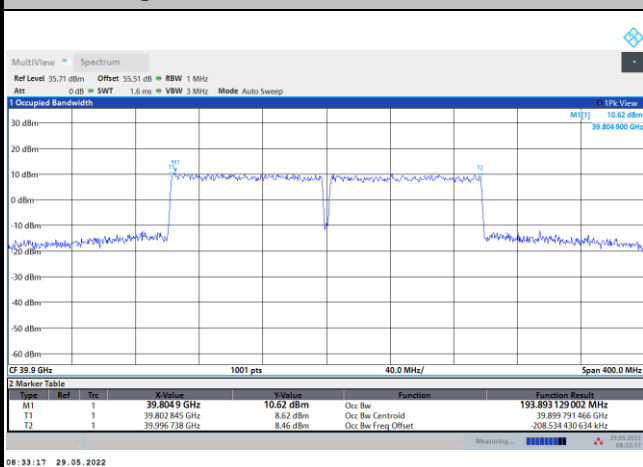 MultiView Spectrum
Ref Level 35.71 dBm Offset 55.51 dB RBW 1 MHz
Att 0 dB SWT 1.6 ms VBW 3 MHz Mode Auto Sweep
1 Occupied Bandwidth 1Pk View
M1[1] 10.62 dBm
39.804 900 GHz
30 dBm
20 dBm
M1
T1 T2
10 dBm
0 dBm
-10 dBm
-20 dBm
-30 dBm
-40 dBm
-50 dBm
-60 dBm
CF 39.9 GHz 1001 pts 40.0 MHz/ Span 400.0 MHz
2 Marker Table
Type Ref Trc X-Value Y-Value Function Function Result
M1 1 39.8049 GHz 10.62 dBm Occ Bw 193.893 129 002 MHz
T1 1 39.802 845 GHz 8.62 dBm Occ Bw Centroid 39.899 791 466 GHz
T2 1 39.996 738 GHz 8.46 dBm Occ Bw Freq Offset -208.534 430 634 kHz
Measuring... 29.05.2022
08:33:17
08:33:17 29.05.2022